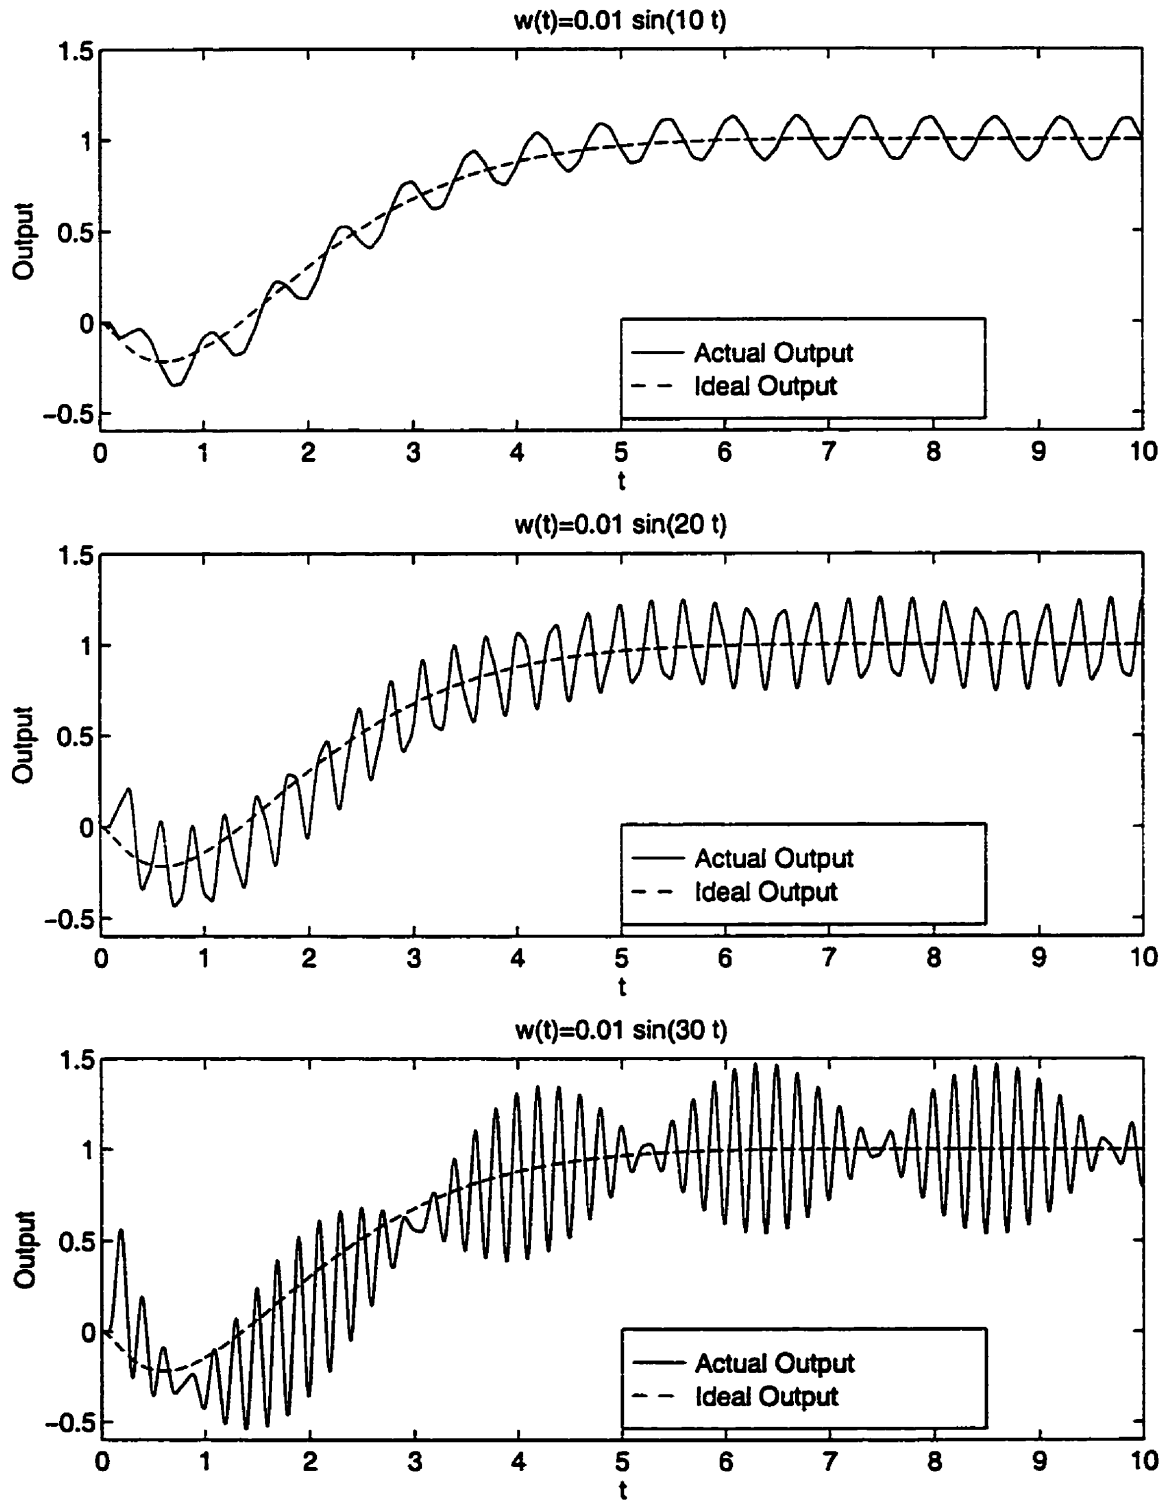 w(t)=0.01 sin(10 t)
1.5
1
0.5
0
−0.5
Output
Actual Output
Ideal Output
0 1 2 3 4 5 6 7 8 9 10
t
w(t)=0.01 sin(20 t)
1.5
1
0.5
0
−0.5
Output
Actual Output
Ideal Output
0 1 2 3 4 5 6 7 8 9 10
t
w(t)=0.01 sin(30 t)
1.5
1
0.5
0
−0.5
Output
Actual Output
Ideal Output
0 1 2 3 4 5 6 7 8 9 10
t